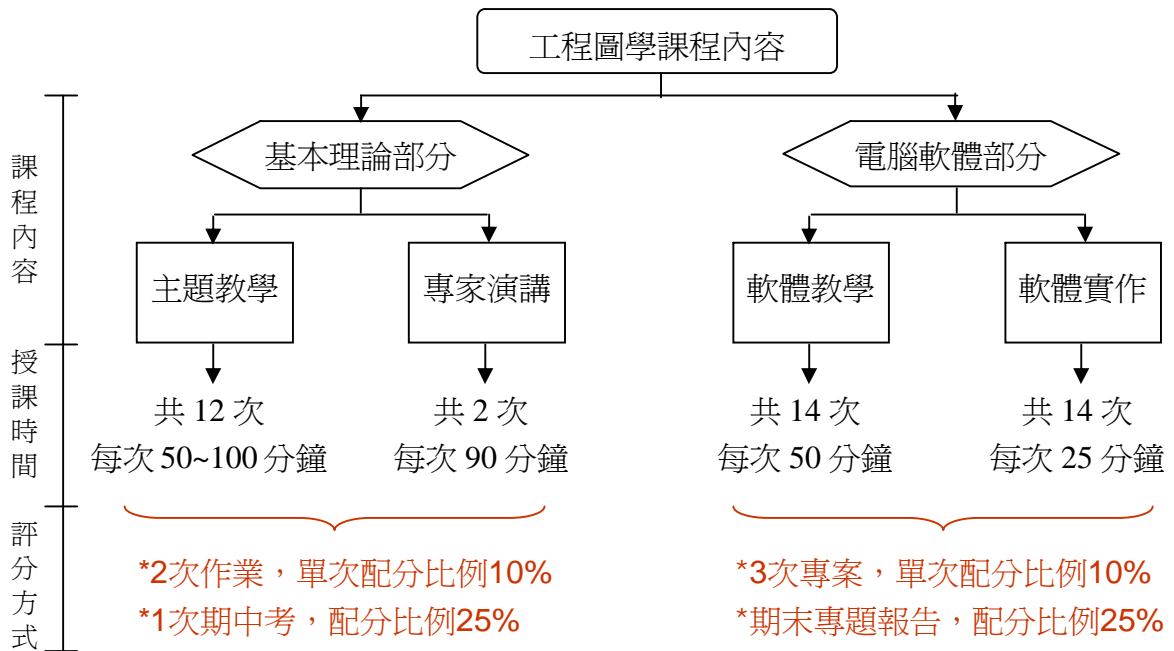 工程圖學課程內容
課程內容
基本理論部分
電腦軟體部分
主題教學
專家演講
軟體教學
軟體實作
授課時間
共 12 次
每次 50~100 分鐘
共 2 次
每次 90 分鐘
共 14 次
每次 50 分鐘
共 14 次
每次 25 分鐘
評分方式
*2次作業，單次配分比例10%
*1次期中考，配分比例25%
*3次專案，單次配分比例10%
*期末專題報告，配分比例25%